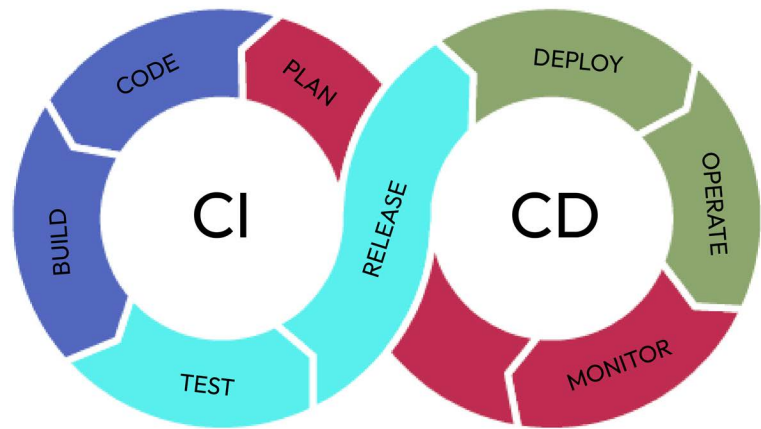 CODE
PLAN
BUILD
CI
TEST
RELEASE
DEPLOY
CD
OPERATE
MONITOR